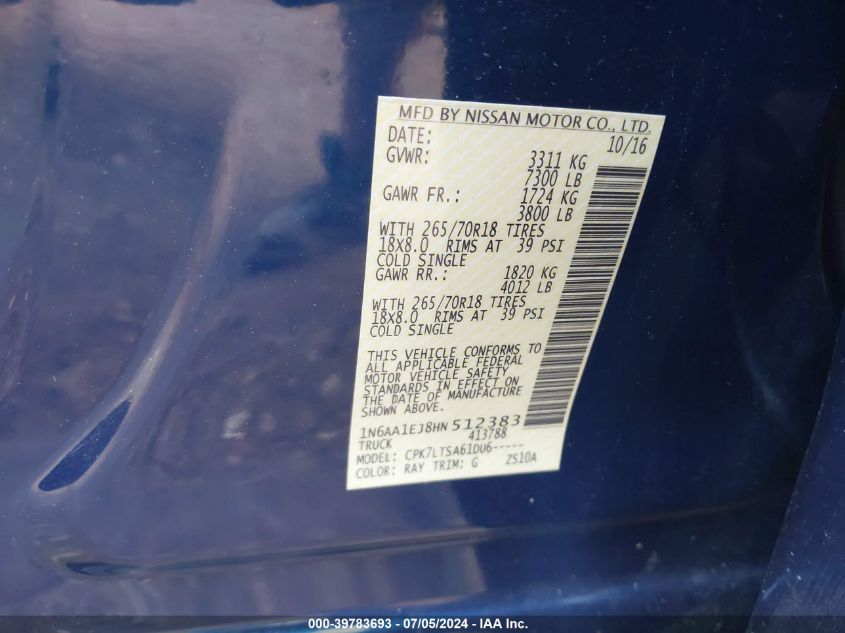 MFD BY NISSAN MOTOR CO., LTD.
DATE: 10/16
GVWR: 3311 KG
7300 LB
GAWR FR.: 1724 KG
3800 LB
WITH 265/70R18 TIRES
18X8.0 RIMS AT 39 PSI
COLD SINGLE
GAWR RR.: 1820 KG
4012 LB
WITH 265/70R18 TIRES
18X8.0 RIMS AT 39 PSI
COLD SINGLE
THIS VEHICLE CONFORMS TO
ALL APPLICABLE FEDERAL
MOTOR VEHICLE SAFETY
STANDARDS IN EFFECT ON
THE DATE OF MANUFACTURE
SHOWN ABOVE.
1N6AA1EJ8HN 512383
TRUCK 413788
MODEL: CPK7LTSA61DU6-----
COLOR: RAY TRIM: G ZS10A
000-39783693 - 07/05/2024 - IAA Inc.